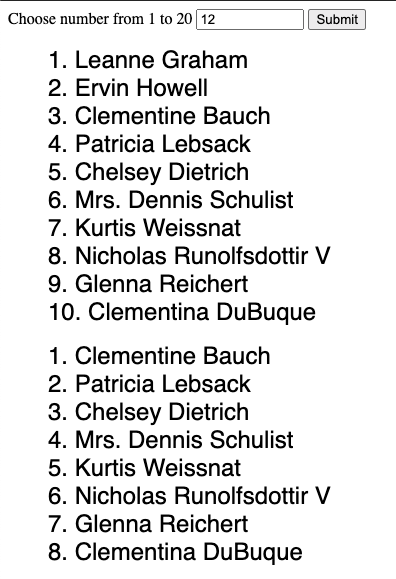 Choose number from 1 to 20 12 Submit
1. Leanne Graham
2. Ervin Howell
3. Clementine Bauch
4. Patricia Lebsack
5. Chelsey Dietrich
6. Mrs. Dennis Schulist
7. Kurtis Weissnat
8. Nicholas Runolfsdottir V
9. Glenna Reichert
10. Clementina DuBuque
1. Clementine Bauch
2. Patricia Lebsack
3. Chelsey Dietrich
4. Mrs. Dennis Schulist
5. Kurtis Weissnat
6. Nicholas Runolfsdottir V
7. Glenna Reichert
8. Clementina DuBuque